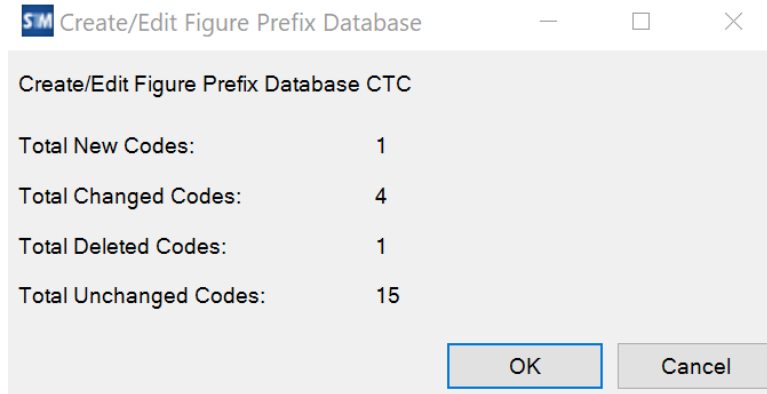 SIM Create/Edit Figure Prefix Database
Create/Edit Figure Prefix Database CTC
Total New Codes: 1
Total Changed Codes: 4
Total Deleted Codes: 1
Total Unchanged Codes: 15
OK Cancel